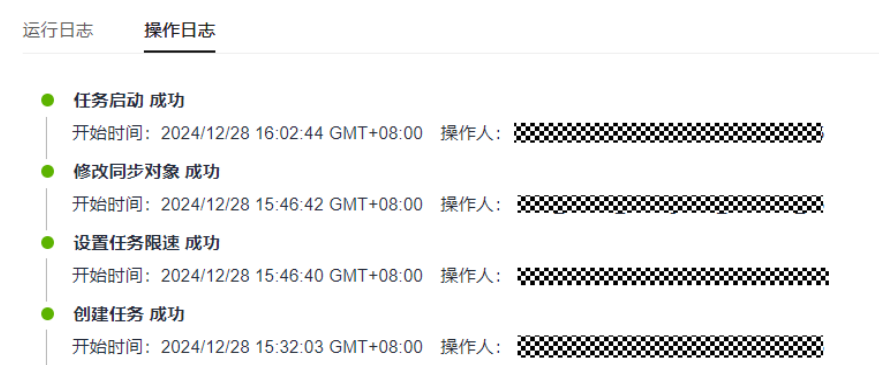 运行日志 操作日志
任务启动 成功
开始时间：2024/12/28 16:02:44 GMT+08:00 操作人：
修改同步对象 成功
开始时间：2024/12/28 15:46:42 GMT+08:00 操作人：
设置任务限速 成功
开始时间：2024/12/28 15:46:40 GMT+08:00 操作人：
创建任务 成功
开始时间：2024/12/28 15:32:03 GMT+08:00 操作人：